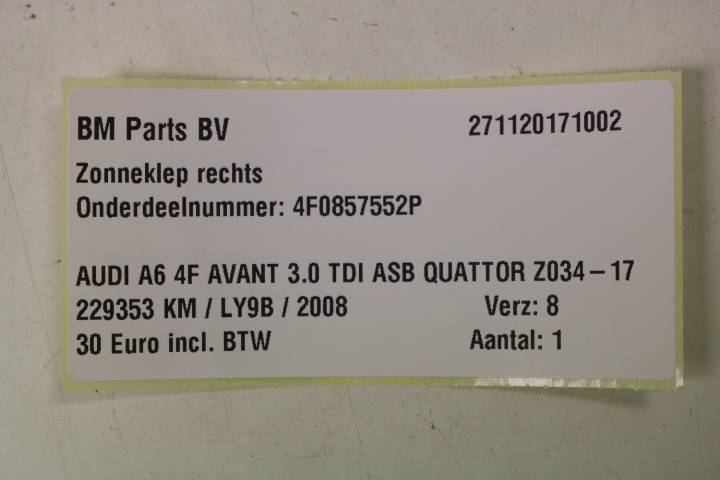 BM Parts BV 271120171002
Zonneklep rechts
Onderdeelnummer: 4F0857552P
AUDI A6 4F AVANT 3.0 TDI ASB QUATTOR Z034-17
229353 KM / LY9B / 2008 Verz: 8
30 Euro incl. BTW Aantal: 1